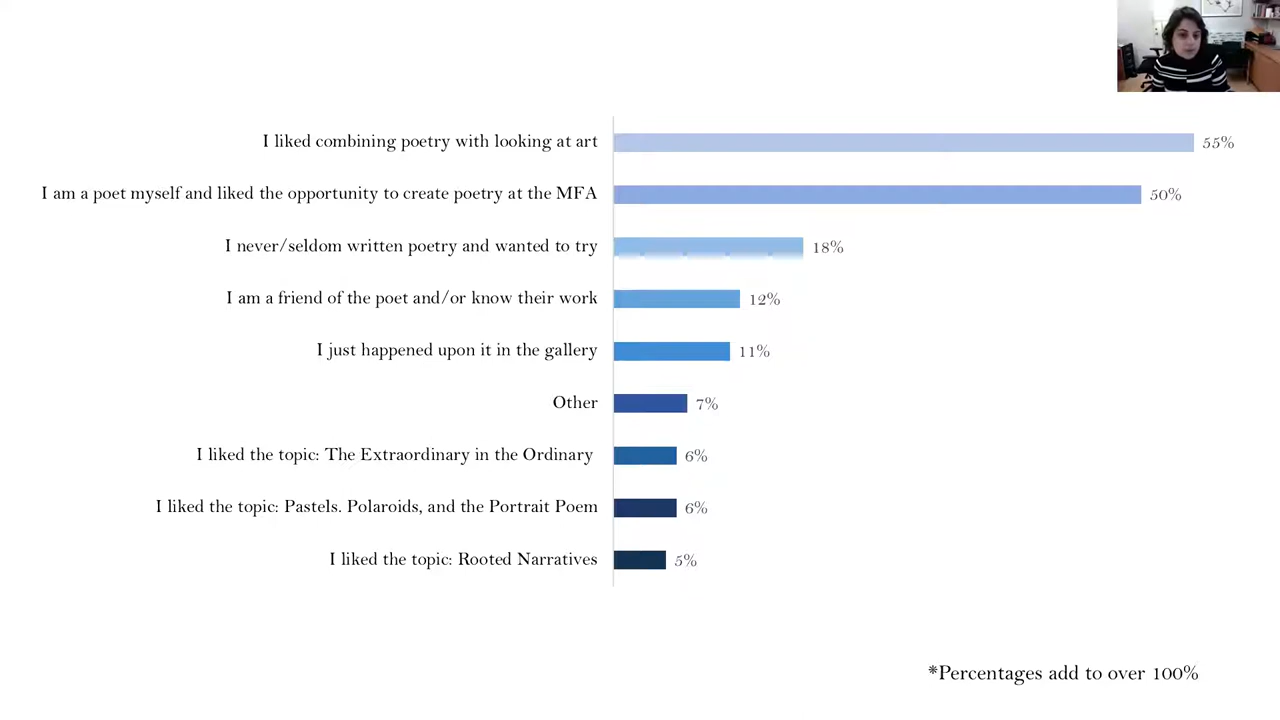 I liked combining poetry with looking at art 55%
I am a poet myself and liked the opportunity to create poetry at the MFA 50%
I never/seldom written poetry and wanted to try 18%
I am a friend of the poet and/or know their work 12%
I just happened upon it in the gallery 11%
Other 7%
I liked the topic: The Extraordinary in the Ordinary 6%
I liked the topic: Pastels. Polaroids, and the Portrait Poem 6%
I liked the topic: Rooted Narratives 5%
*Percentages add to over 100%